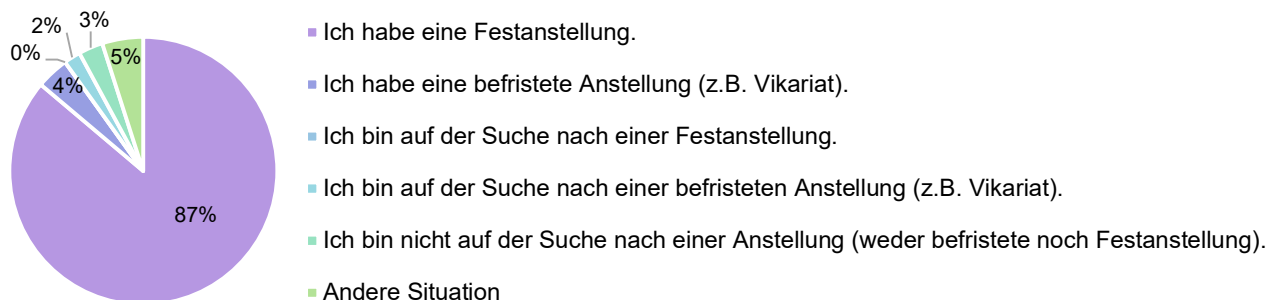 2%
3%
0%
5%
4%
87%
Ich habe eine Festanstellung.
Ich habe eine befristete Anstellung (z.B. Vikariat).
Ich bin auf der Suche nach einer Festanstellung.
Ich bin auf der Suche nach einer befristeten Anstellung (z.B. Vikariat).
Ich bin nicht auf der Suche nach einer Anstellung (weder befristete noch Festanstellung).
Andere Situation